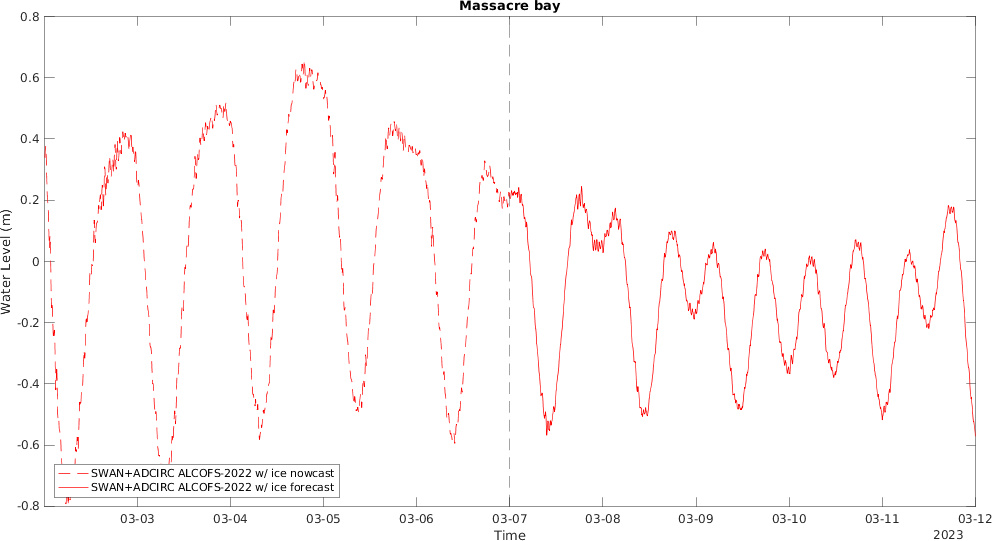 Massacre bay
0.8
0.6
0.4
0.2
0
-0.2
-0.4
-0.6
-0.8
Water Level (m)
SWAN+ADCIRC ALCOFS-2022 w/ ice nowcast
SWAN+ADCIRC ALCOFS-2022 w/ ice forecast
03-03 03-04 03-05 03-06 03-07 03-08 03-09 03-10 03-11 03-12
Time
2023